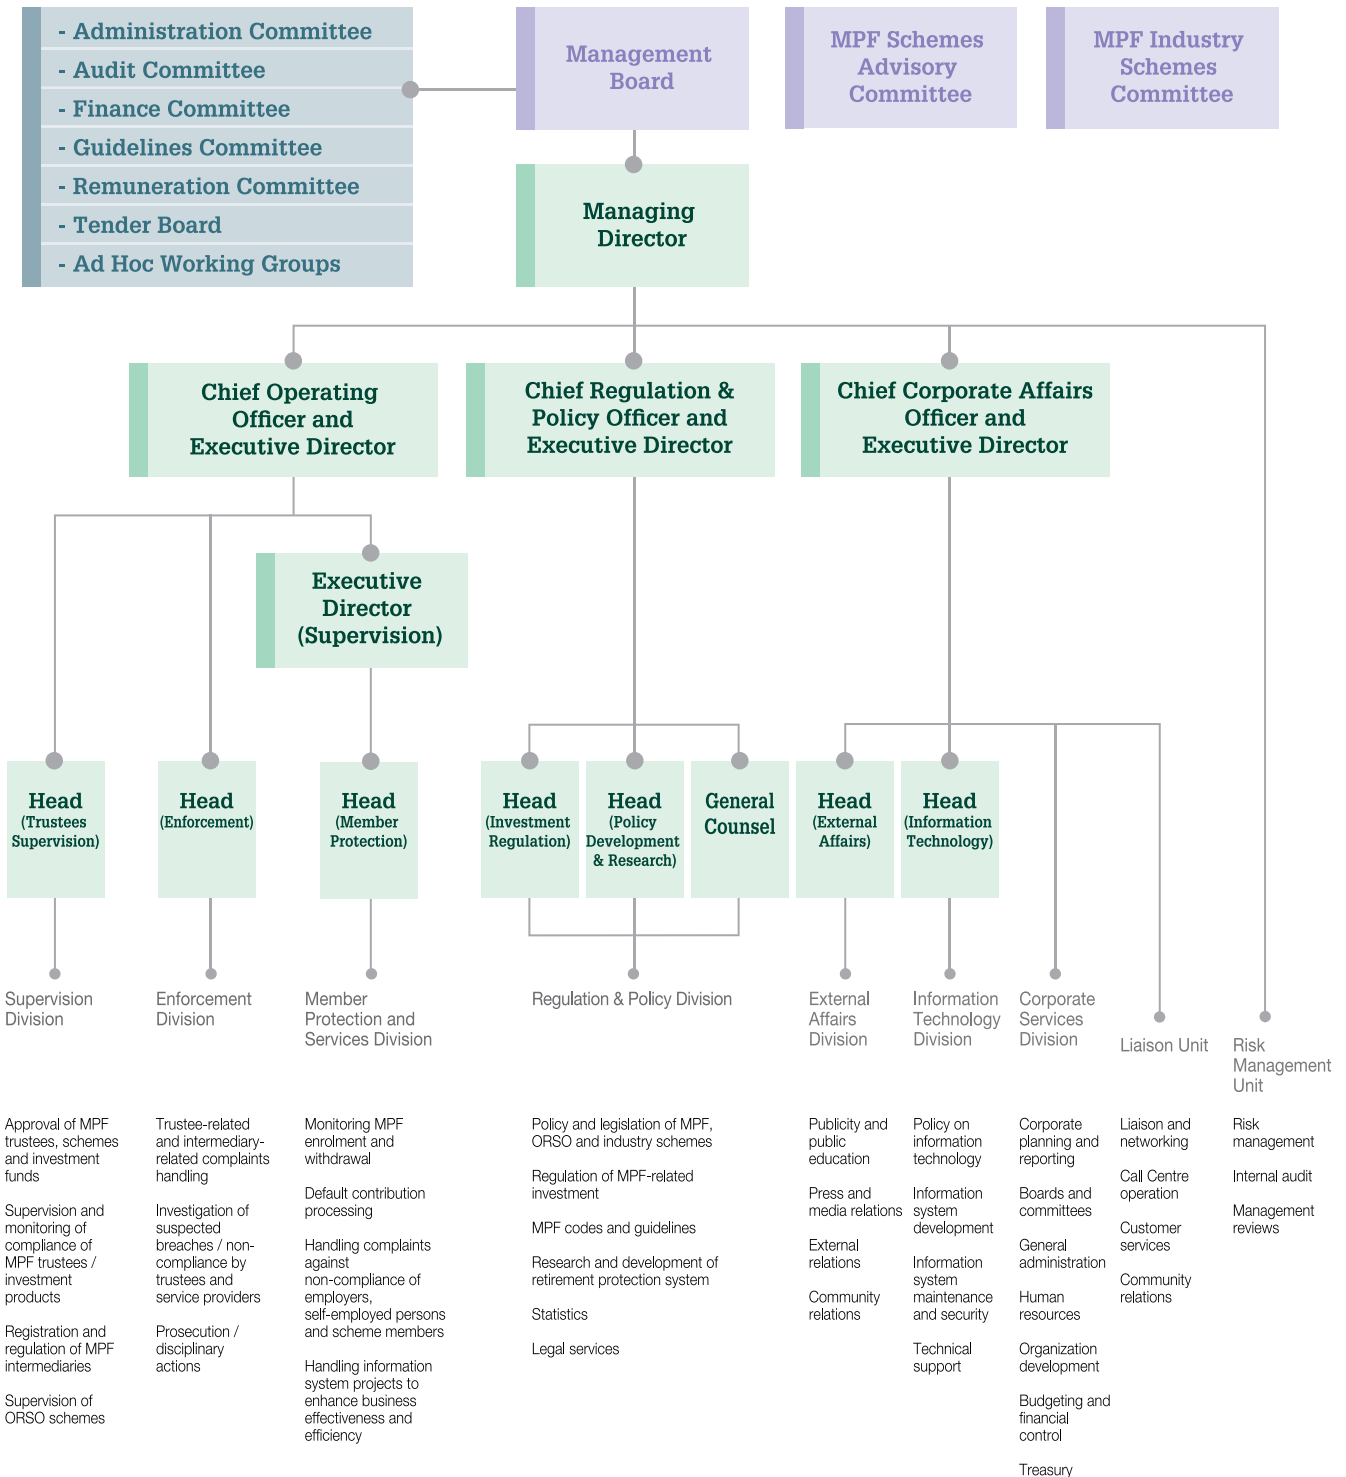 - Administration Committee
- Audit Committee
- Finance Committee
- Guidelines Committee
- Remuneration Committee
- Tender Board
- Ad Hoc Working Groups
Management
Board
MPF Schemes
Advisory
Committee
MPF Industry
Schemes
Committee
Managing
Director
Chief Operating
Officer and
Executive Director
Chief Regulation &
Policy Officer and
Executive Director
Chief Corporate Affairs
Officer and
Executive Director
Executive
Director
(Supervision)
Head
(Trustees
Supervision)
Head
(Enforcement)
Head
(Member
Protection)
Head
(Investment
Regulation)
Head
(Policy
Development
& Research)
General
Counsel
Head
(External
Affairs)
Head
(Information
Technology)
Supervision
Division
Enforcement
Division
Member
Protection and
Services Division
Regulation & Policy Division
External
Affairs
Division
Information
Technology
Division
Corporate
Services
Division
Liaison Unit
Risk
Management
Unit
Approval of MPF
trustees, schemes
and investment
funds
Supervision and
monitoring of
compliance of
MPF trustees /
investment
products
Registration and
regulation of MPF
intermediaries
Supervision of
ORSO schemes
Trustee-related
and intermediary-
related complaints
handling
Investigation of
suspected
breaches / non-
compliance by
trustees and
service providers
Prosecution /
disciplinary
actions
Monitoring MPF
enrolment and
withdrawal
Default contribution
processing
Handling complaints
against
non-compliance of
employers,
self-employed persons
and scheme members
Handling information
system projects to
enhance business
effectiveness and
efficiency
Policy and legislation of MPF,
ORSO and industry schemes
Regulation of MPF-related
investment
MPF codes and guidelines
Research and development of
retirement protection system
Statistics
Legal services
Publicity and
public
education
Press and
media relations
External
relations
Community
relations
Policy on
information
technology
Information
system
development
Information
system
maintenance
and security
Technical
support
Corporate
planning and
reporting
Boards and
committees
General
administration
Human
resources
Organization
development
Budgeting and
financial
control
Treasury
Liaison and
networking
Call Centre
operation
Customer
services
Community
relations
Risk
management
Internal audit
Management
reviews